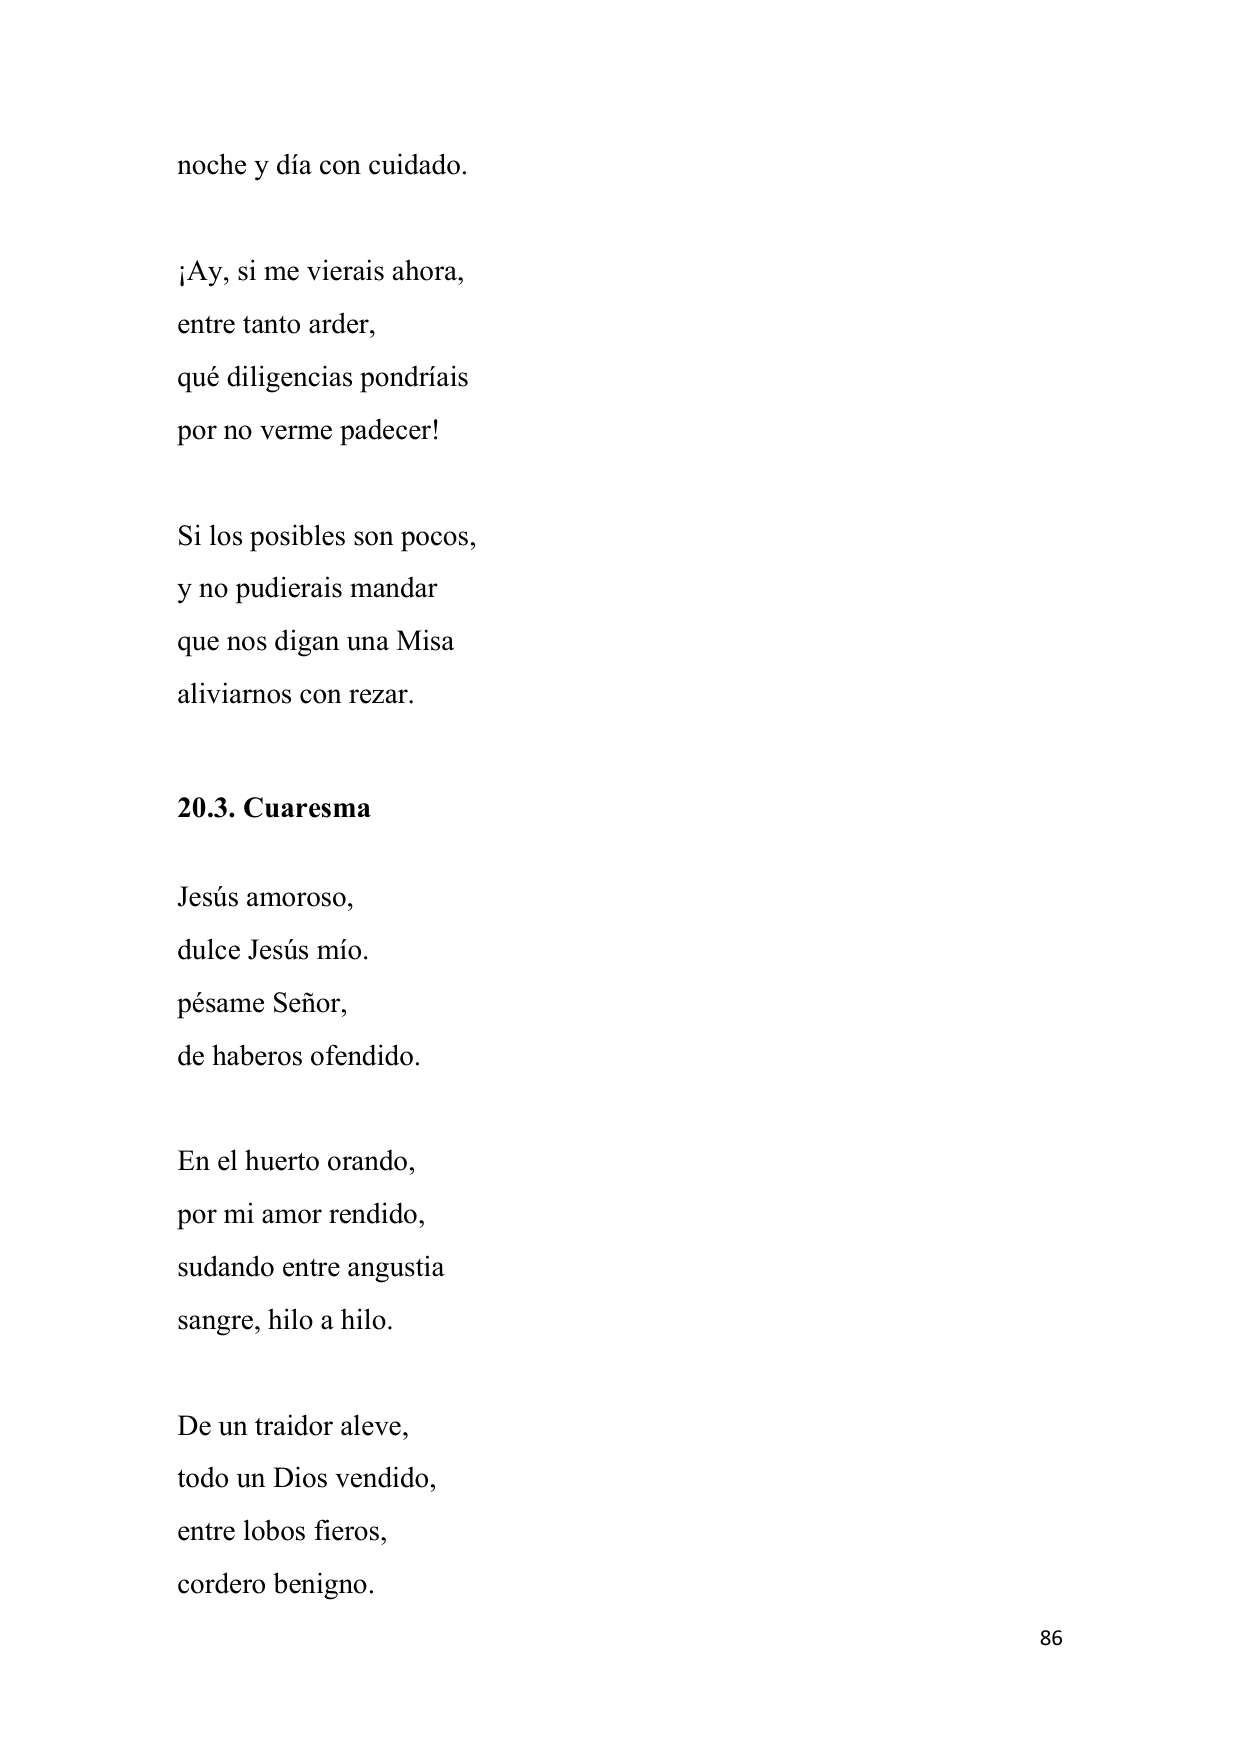 noche y día con cuidado.
¡Ay, si me vierais ahora,
entre tanto arder,
qué diligencias pondríais
por no verme padecer!
Si los posibles son pocos,
y no pudierais mandar
que nos digan una Misa
aliviarnos con rezar.
20.3. Cuaresma
Jesús amoroso,
dulce Jesús mío.
pésame Señor,
de haberos ofendido.
En el huerto orando,
por mi amor rendido,
sudando entre angustia
sangre, hilo a hilo.
De un traidor aleve,
todo un Dios vendido,
entre lobos fieros,
cordero benigno.
86